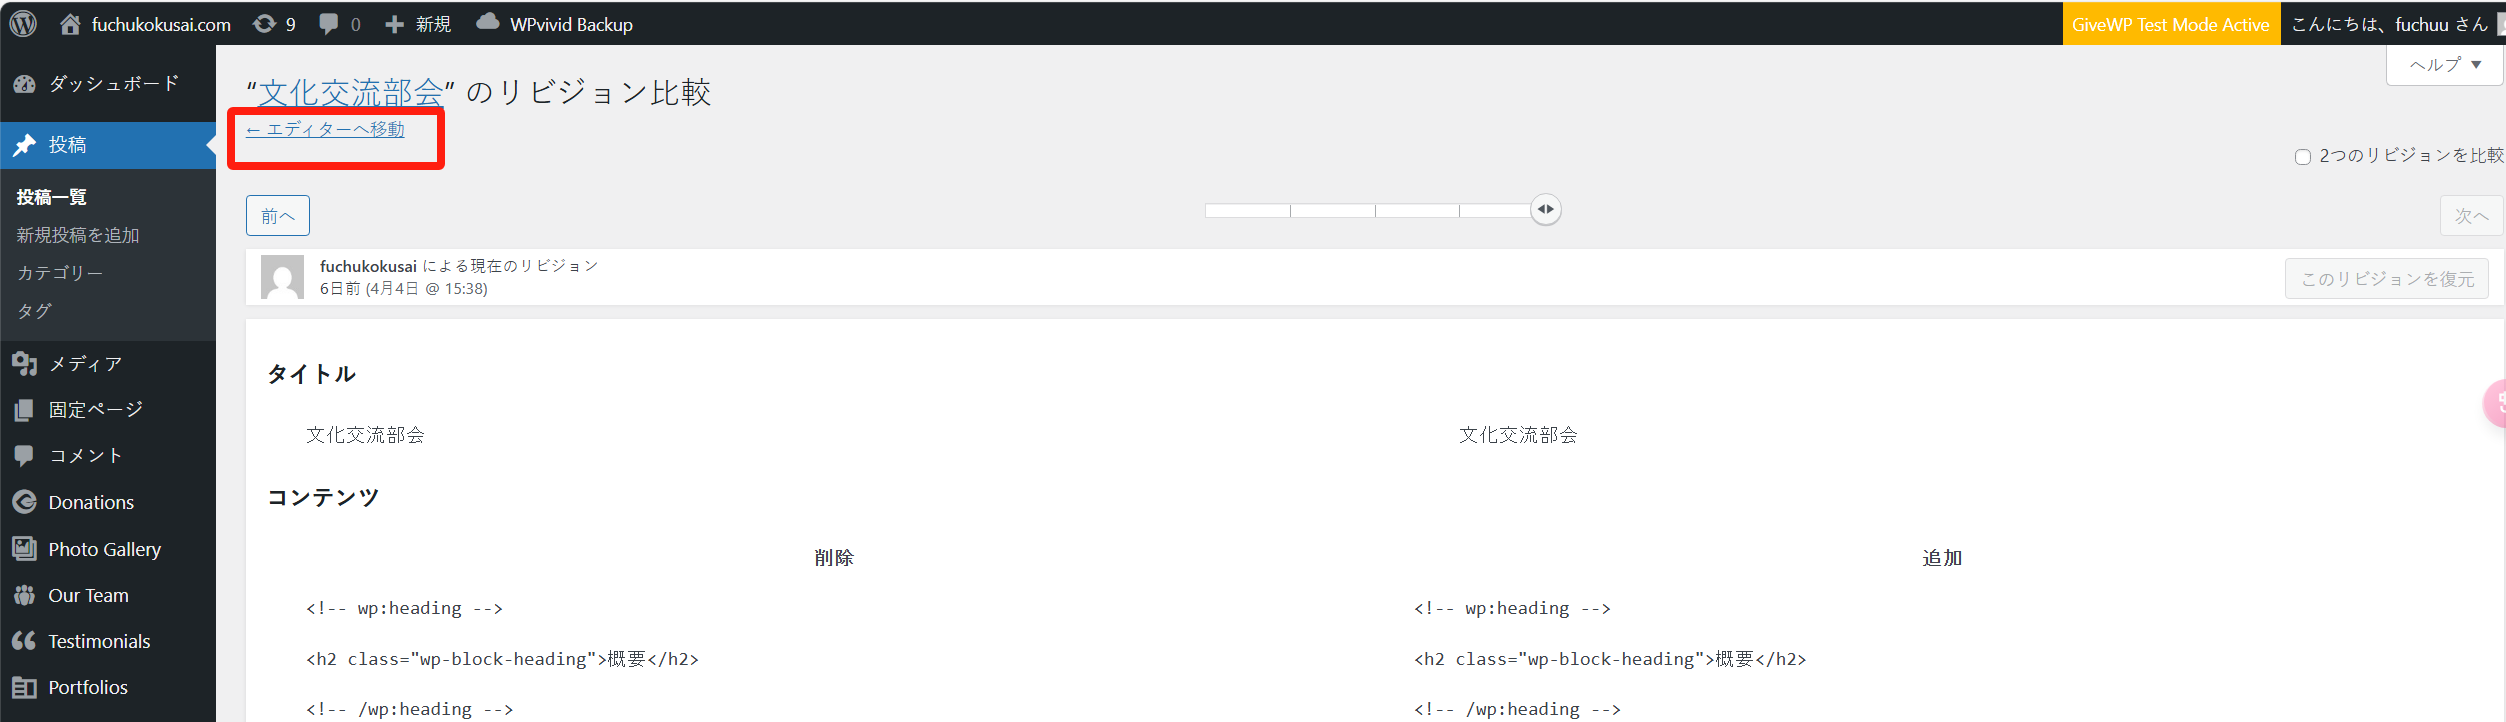 fuchukokusai.com 9 0 新規 WPvivid Backup GiveWP Test Mode Active こんにちは、fuchuu さん
ヘルプ ▼
ダッシュボード
投稿
投稿一覧
新規投稿を追加
カテゴリー
タグ
メディア
固定ページ
コメント
Donations
Photo Gallery
Our Team
Testimonials
Portfolios
“文化交流部会” のリビジョン比較
← エディターへ移動
2つのリビジョンを比較
前へ
次へ
fuchukokusai による現在のリビジョン
6日前 (4月4日 @ 15:38)
このリビジョンを復元
タイトル
文化交流部会 文化交流部会
コンテンツ
削除 追加
<!-- wp:heading --> <!-- wp:heading -->
<h2 class="wp-block-heading">概要</h2> <h2 class="wp-block-heading">概要</h2>
<!-- /wp:heading --> <!-- /wp:heading -->